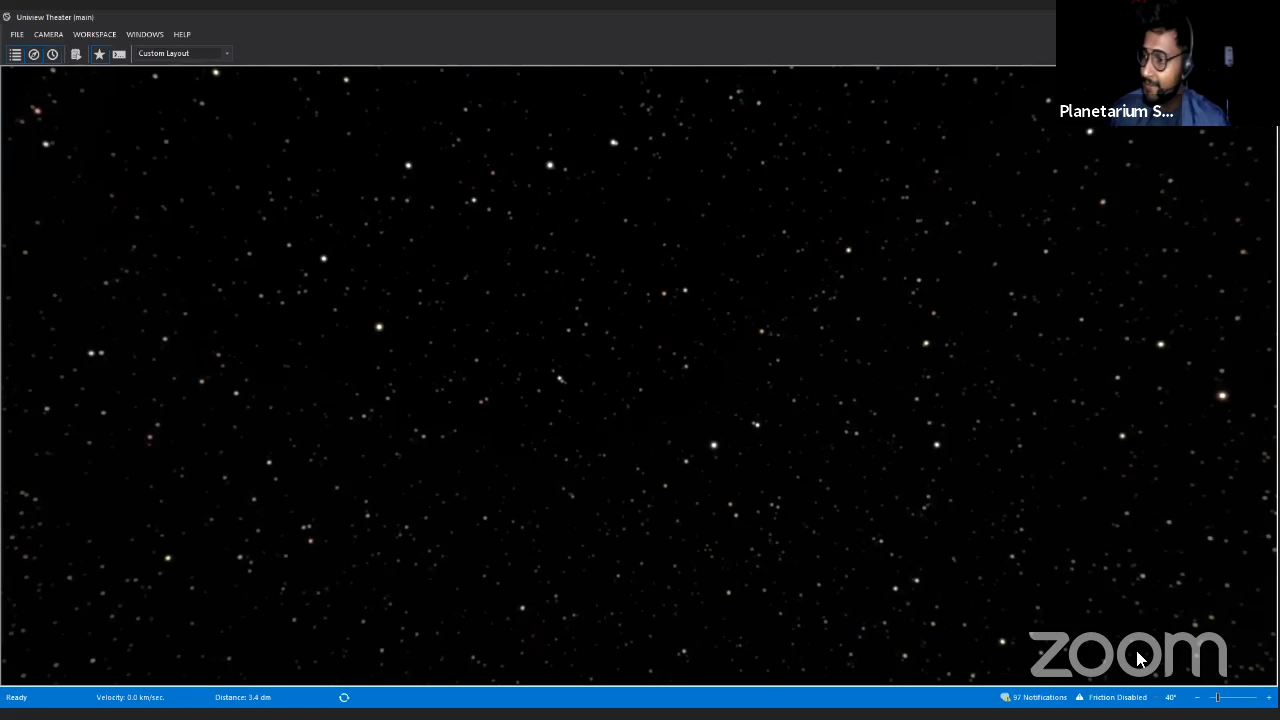 Uniview Theater (main)
FILE CAMERA WORKSPACE WINDOWS HELP
Custom Layout
Planetarium S...
zoom
Ready Velocity: 0.0 km/sec. Distance: 3.4 dm 97 Notifications Friction Disabled 40° − +